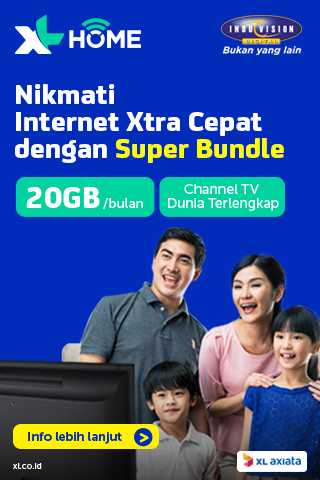 XL HOME
INDOVISION
DIGITAL
Bukan yang lain
Nikmati
Internet Xtra Cepat
dengan Super Bundle
20GB /bulan
Channel TV
Dunia Terlengkap
Info lebih lanjut
xl.co.id
XL axiata